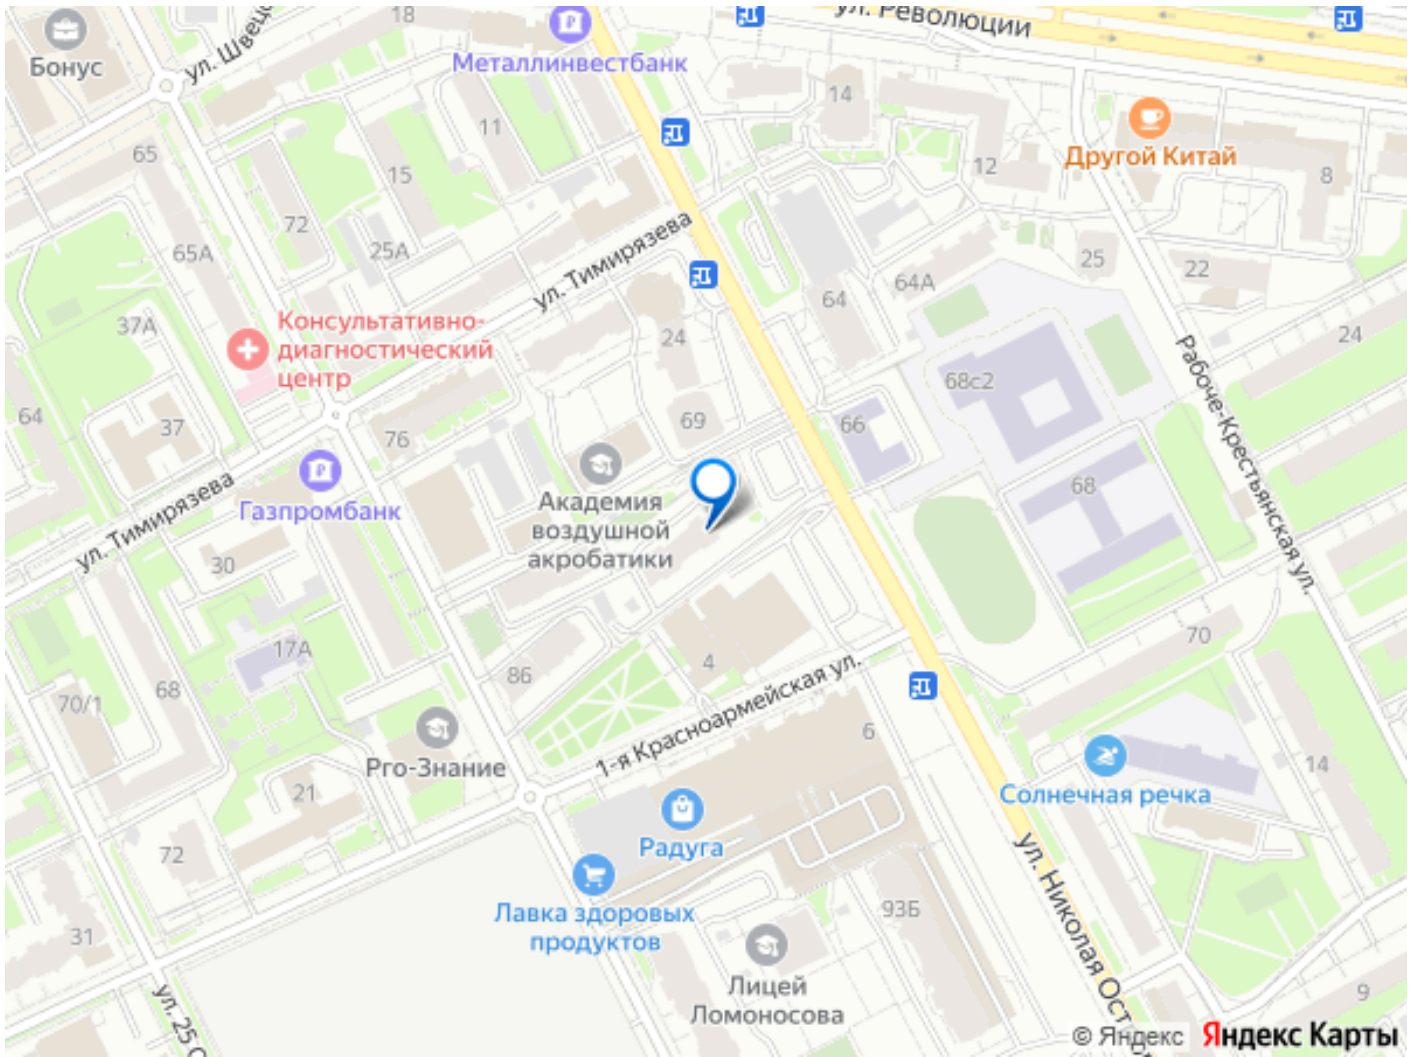 18
ул. Революции
Бонус
ул. Швец
Металлинвестбанк
14
11
65
Другой Китай
15
12
8
72
65А
25А
ул. Тимирязева
25
22
64А
64
37А
Консультативно-
диагностический
центр
24
24
Рабоче-Крестьянская ул.
68с2
64
37
76
69
66
Газпромбанк
ул. Тимирязева
Академия
воздушной
акробатики
68
30
17А
70
4
86
68
70/1
1-я Красноармейская ул.
6
Pro-Знание
21
Солнечная речка
14
Радуга
72
ул. Николая Ост
Лавка здоровых
продуктов
93Б
31
Лицей
Ломоносова
9
ул. 25 О
© Яндекс
Яндекс Карты